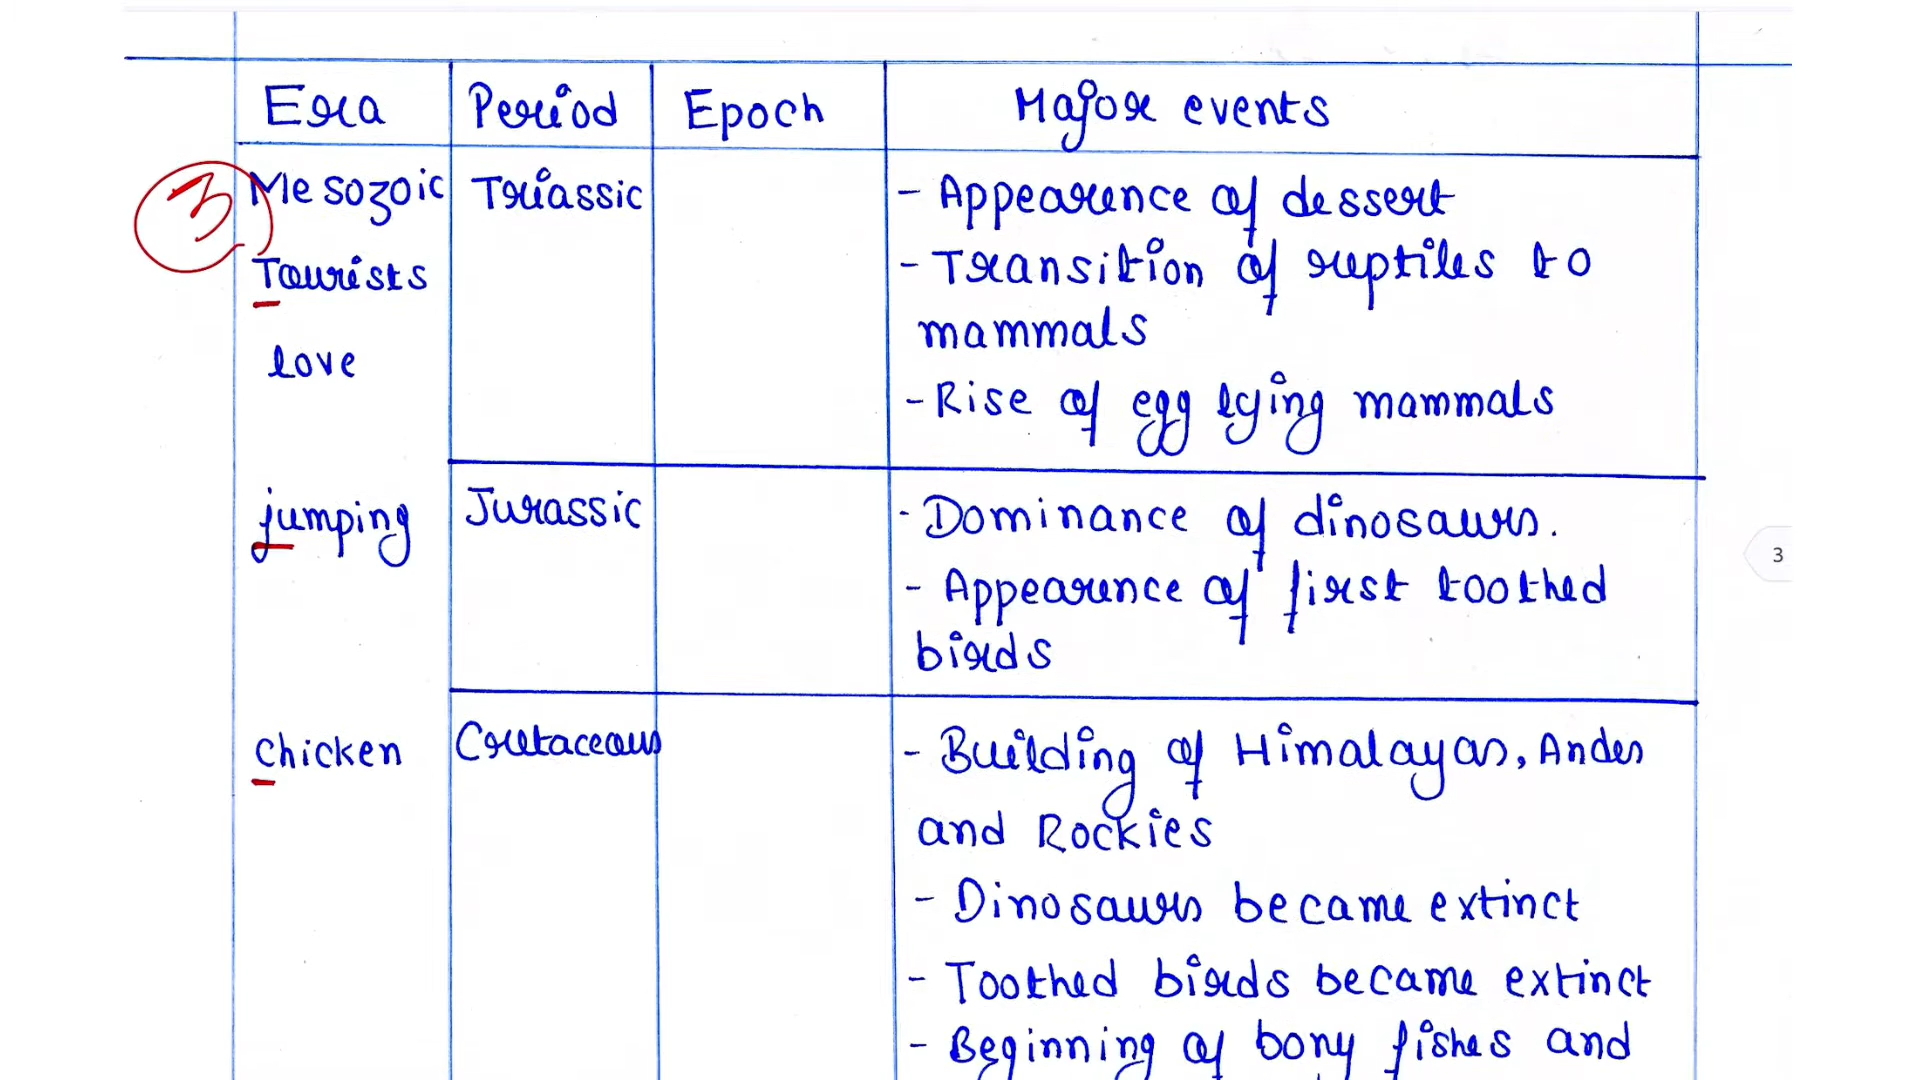 Era Period Epoch Major events
3 Mesozoic Triassic - Appearence of dessert
Tourists - Transition of reptiles to
mammals
love
- Rise of egg lying mammals
jumping Jurassic - Dominance of dinosaurs.
3
- Appearence of first toothed
birds
chicken Cretaceous - Building of Himalayas, Andes
and Rockies
- Dinosaurs became extinct
- Toothed birds became extinct
- Beginning of bony fishes and